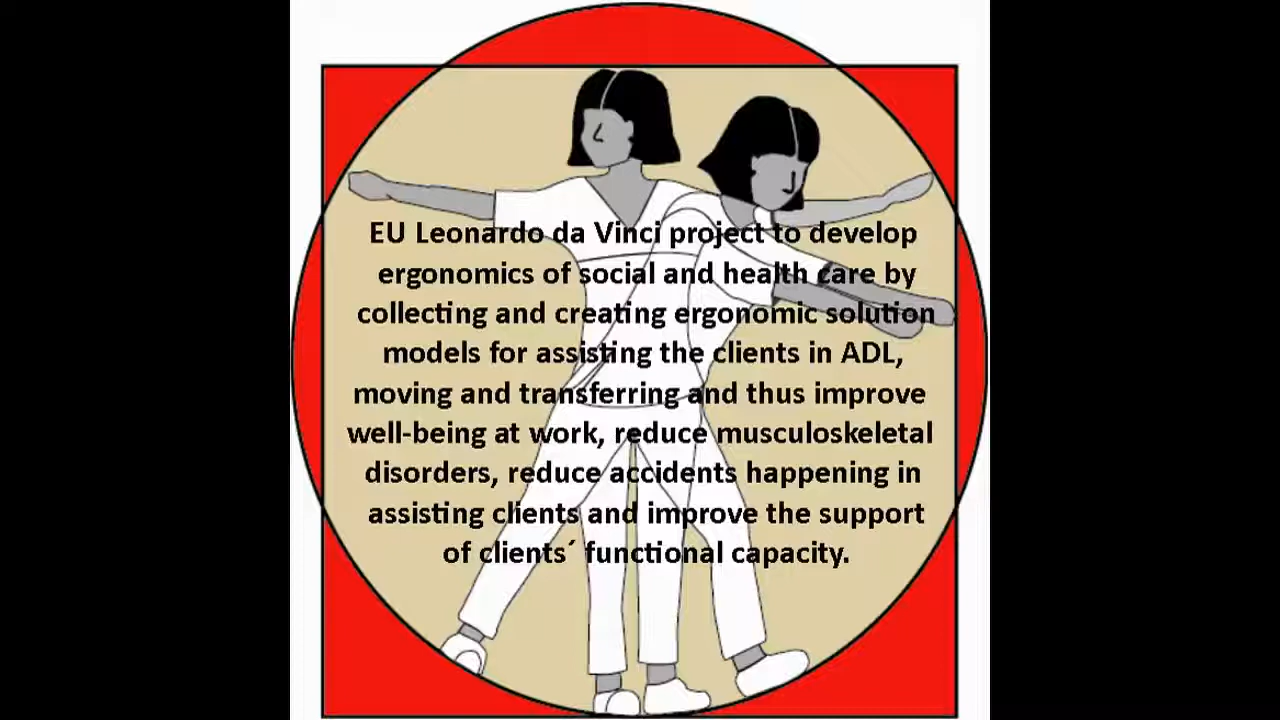 EU Leonardo da Vinci project to develop
ergonomics of social and health care by
collecting and creating ergonomic solution
models for assisting the clients in ADL,
moving and transferring and thus improve
well-being at work, reduce musculoskeletal
disorders, reduce accidents happening in
assisting clients and improve the support
of clients´ functional capacity.